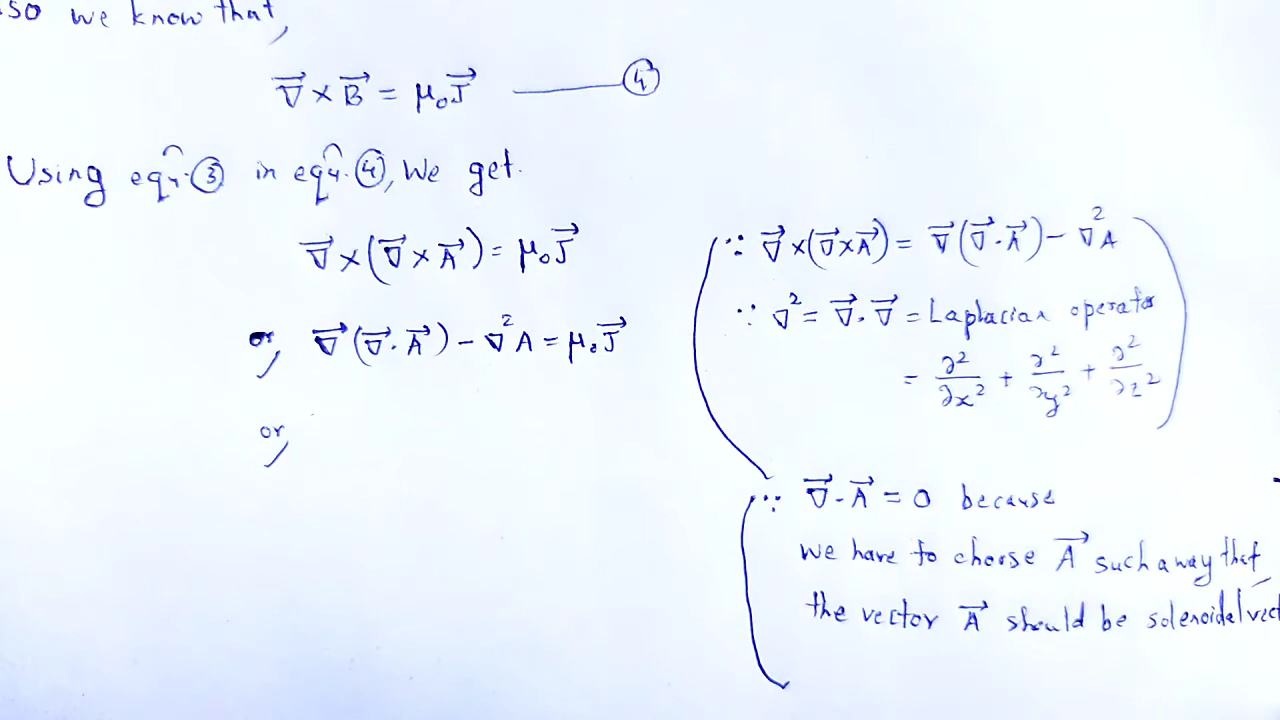 so we know that,
∇⃗ × B⃗ = μ₀J⃗ ——— ④
Using eqn. ③ in eqn. ④, We get.
∇⃗ × (∇⃗ × A⃗) = μ₀J⃗
or, ∇⃗ (∇⃗ . A⃗) - ∇²A = μ₀J⃗
or,
( ∵ ∇⃗ × (∇⃗ × A⃗) = ∇⃗ (∇⃗ . A⃗) - ∇²A
∵ ∇² = ∇⃗ . ∇⃗ = Laplacian operator
= ∂²/∂x² + ∂²/∂y² + ∂²/∂z² )
( ∵ ∇⃗ . A⃗ = 0 because
we have to choose A⃗ such a way that
the vector A⃗ should be solenoidal vect